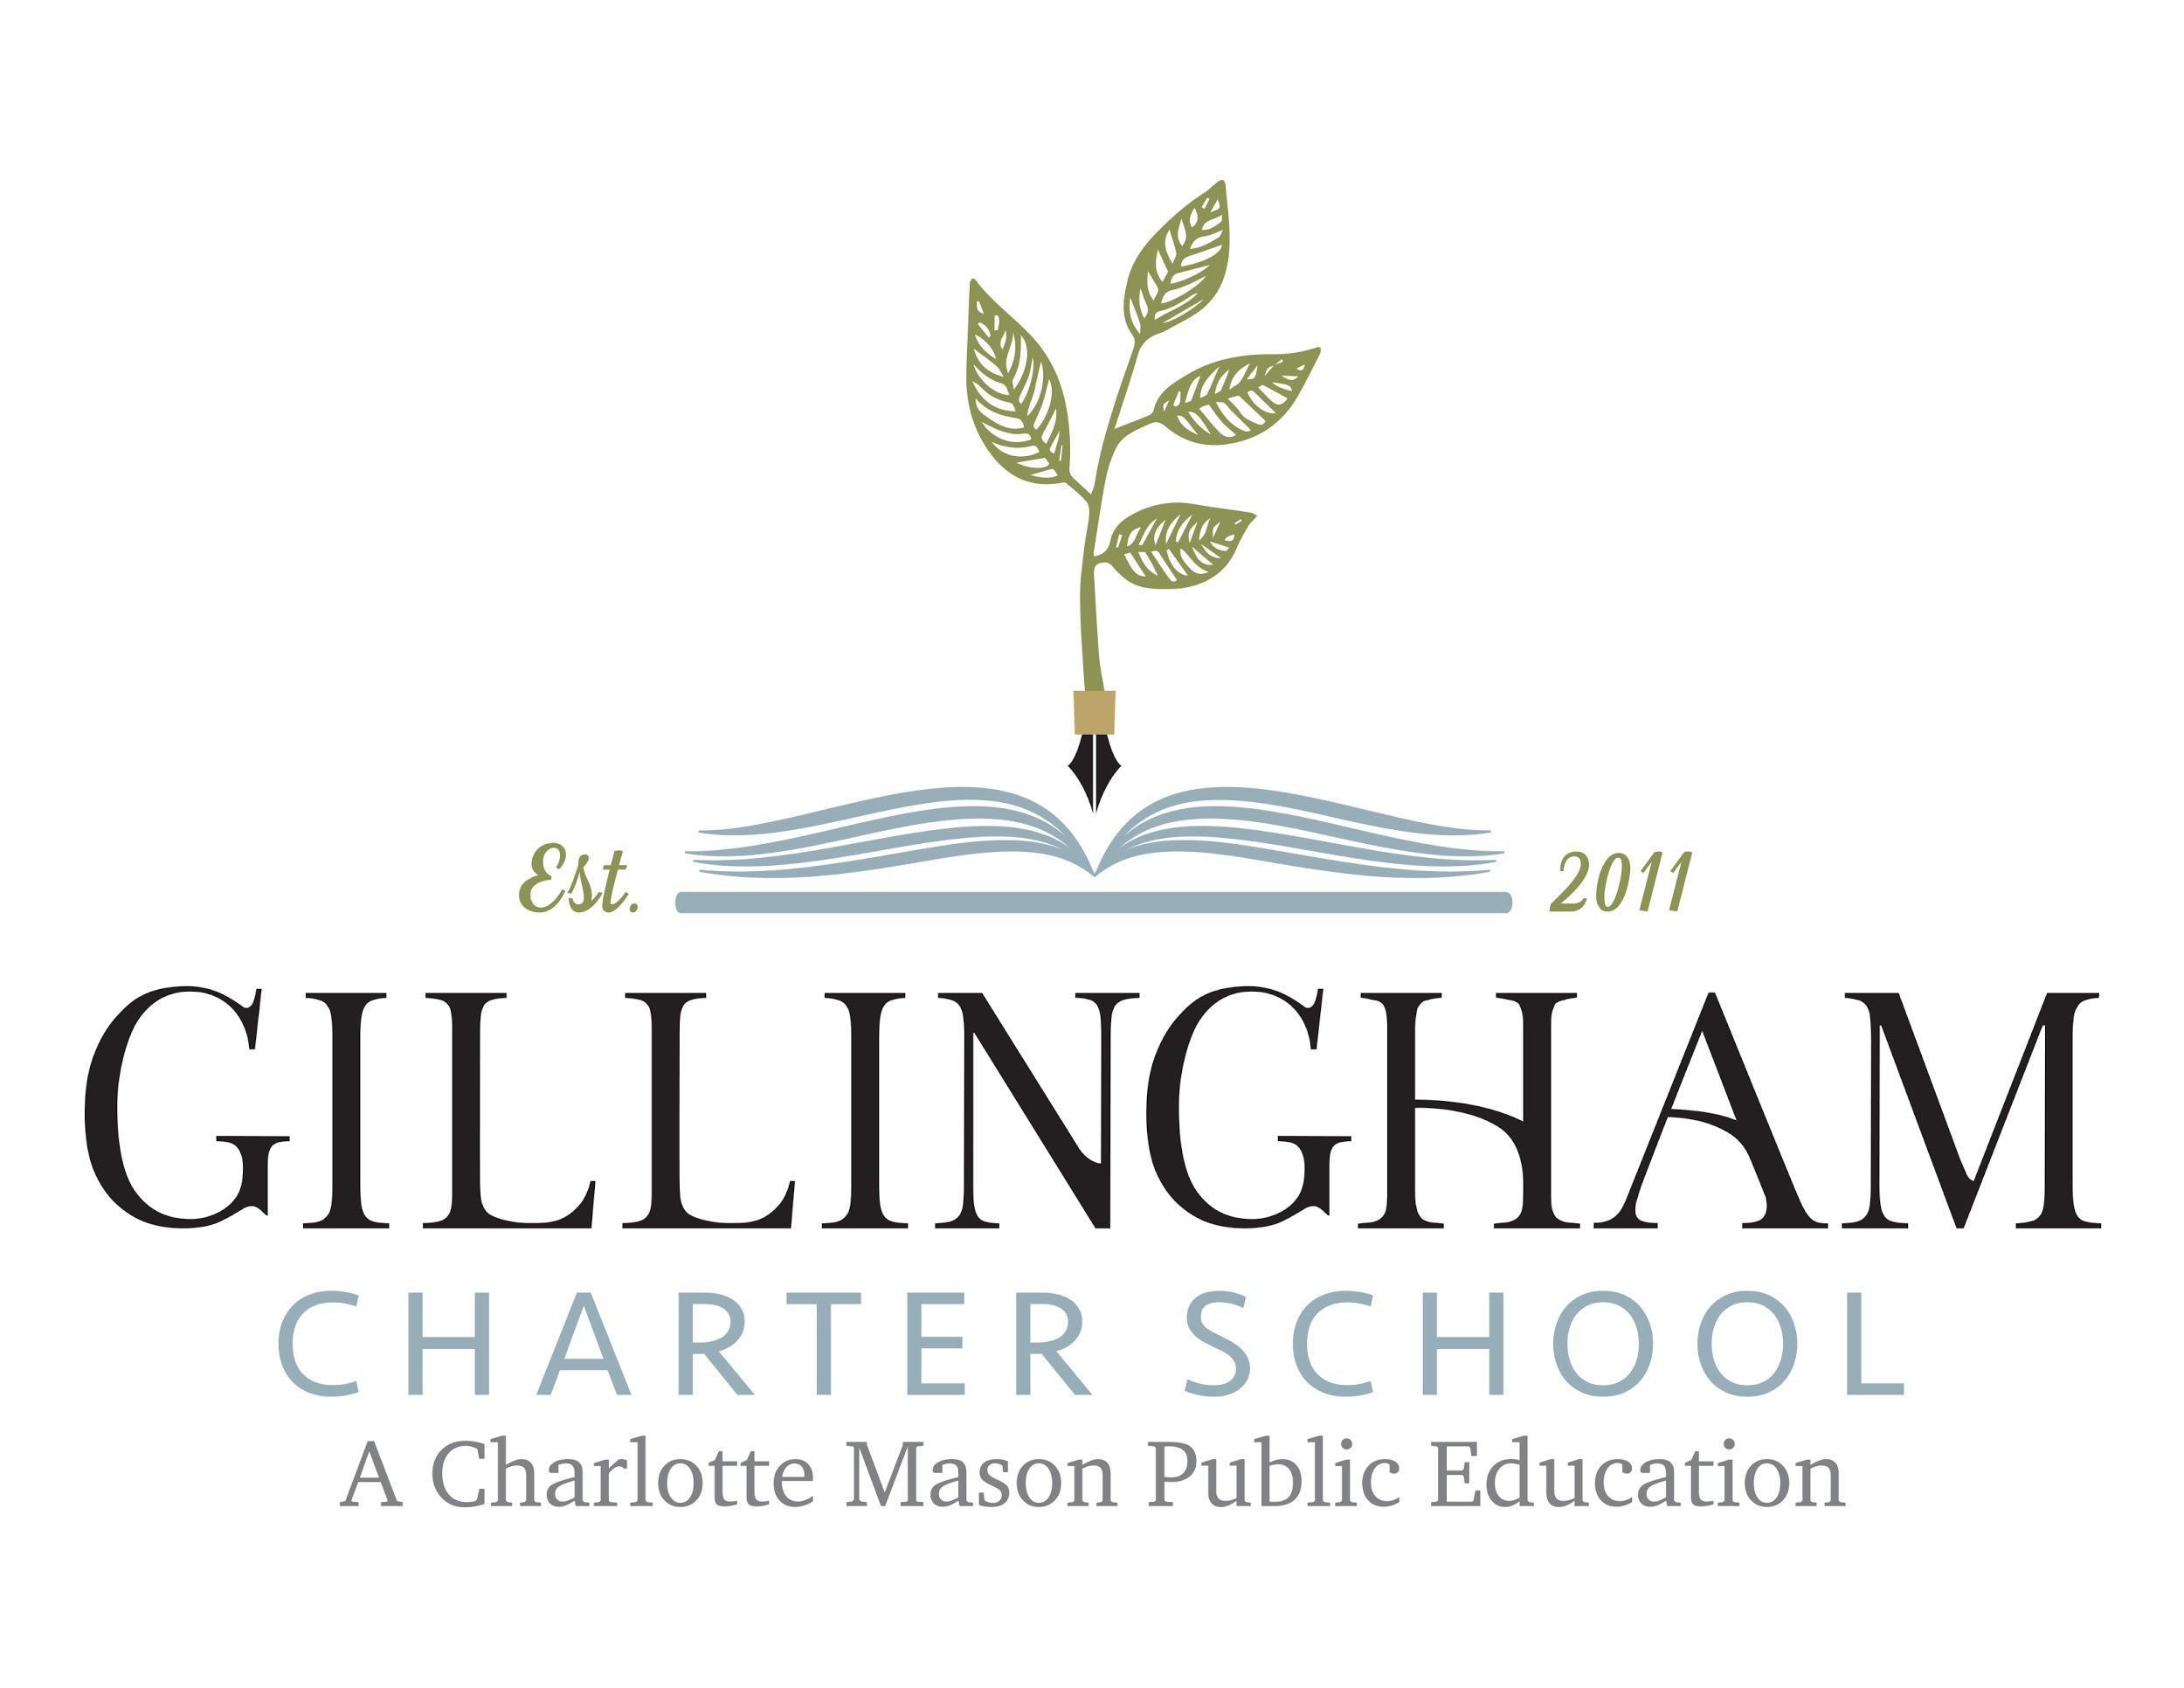 Est. 2011
GILLINGHAM
CHARTER SCHOOL
A Charlotte Mason Public Education